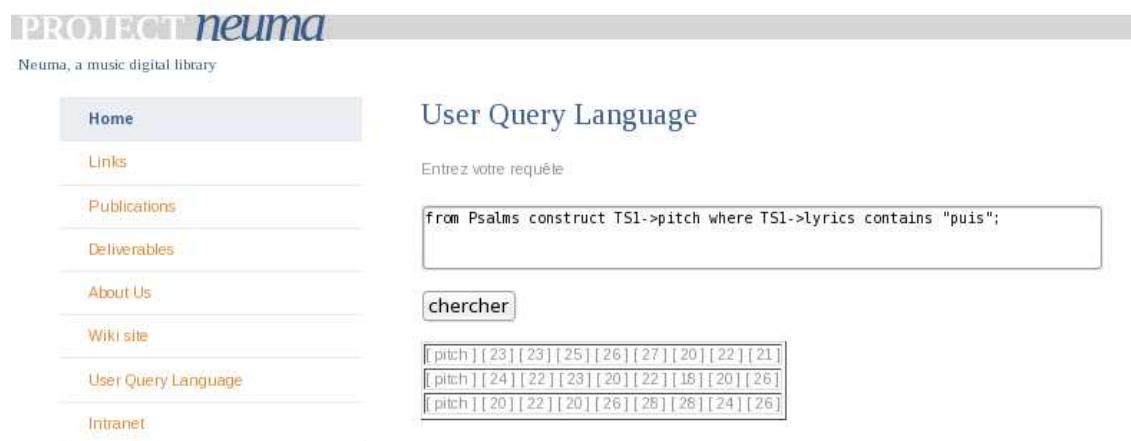 PROJECT neuma
Neuma, a music digital library
Home
Links
Publications
Deliverables
About Us
Wiki site
User Query Language
Intranet
User Query Language
Entrez votre requête
from Psalms construct TS1->pitch where TS1->lyrics contains "puis";
chercher
[ pitch ] [ 23 ] [ 23 ] [ 25 ] [ 26 ] [ 27 ] [ 20 ] [ 22 ] [ 21 ]
[ pitch ] [ 24 ] [ 22 ] [ 23 ] [ 20 ] [ 22 ] [ 18 ] [ 20 ] [ 26 ]
[ pitch ] [ 20 ] [ 22 ] [ 20 ] [ 26 ] [ 28 ] [ 28 ] [ 24 ] [ 26 ]